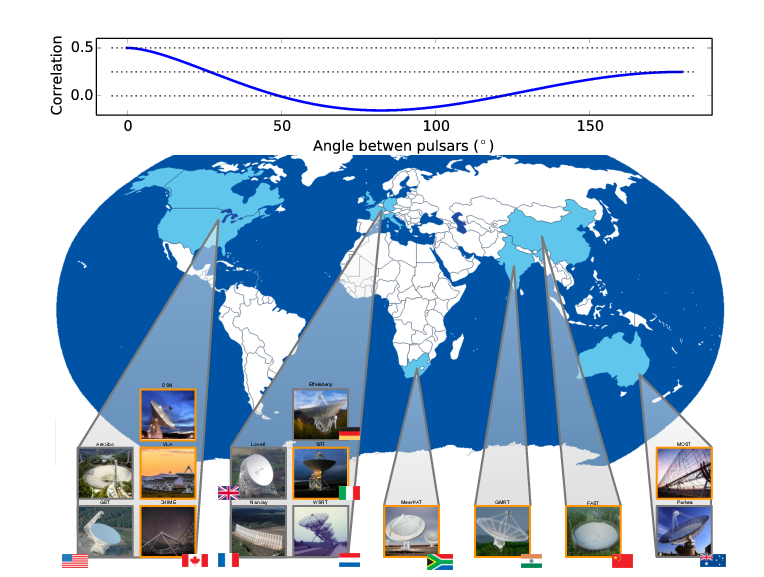 Correlation
0.5
0.0
0
50
100
150
Angle betwen pulsars (°)
DSN
Effelsberg
Arecibo
VLA
Lovell
SRT
MOST
GBT
CHIME
Nançay
WSRT
MeerKAT
GMRT
FAST
Parkes